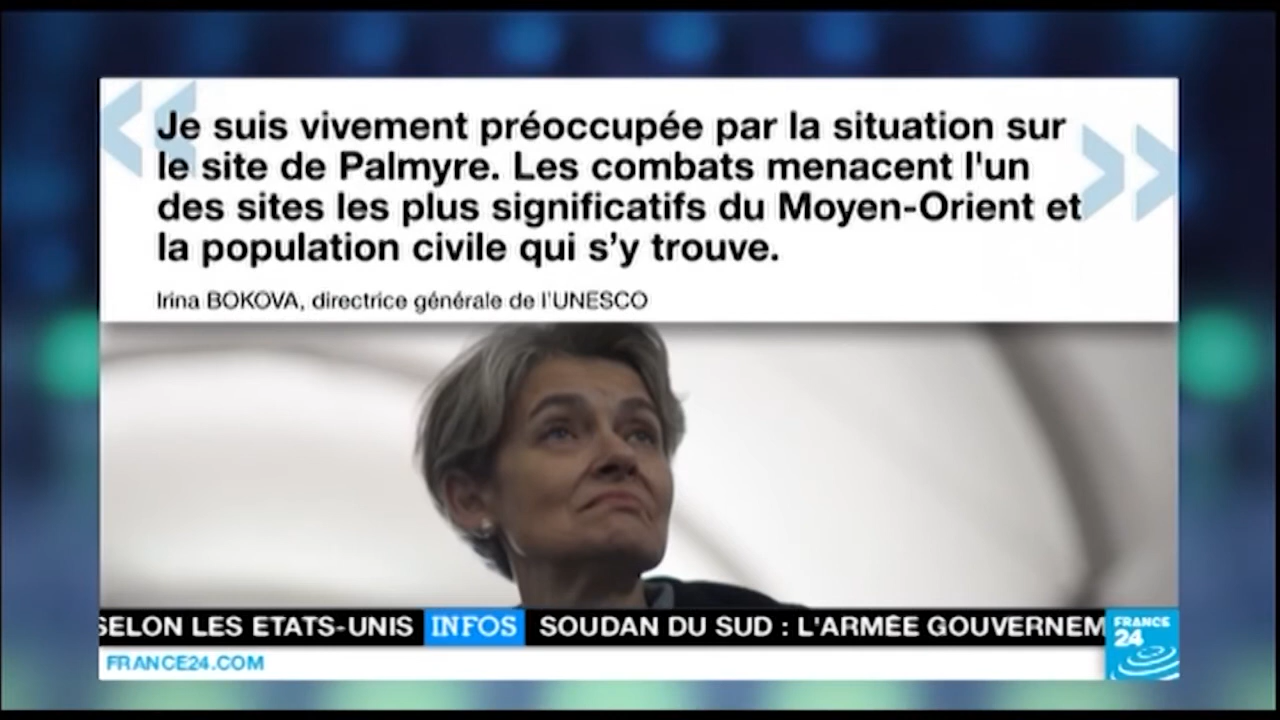 Je suis vivement préoccupée par la situation sur
le site de Palmyre. Les combats menacent l'un
des sites les plus significatifs du Moyen-Orient et
la population civile qui s’y trouve.
Irina BOKOVA, directrice générale de l'UNESCO
SELON LES ETATS-UNIS INFOS SOUDAN DU SUD : L'ARMÉE GOUVERNEM
FRANCE 24
FRANCE24.COM